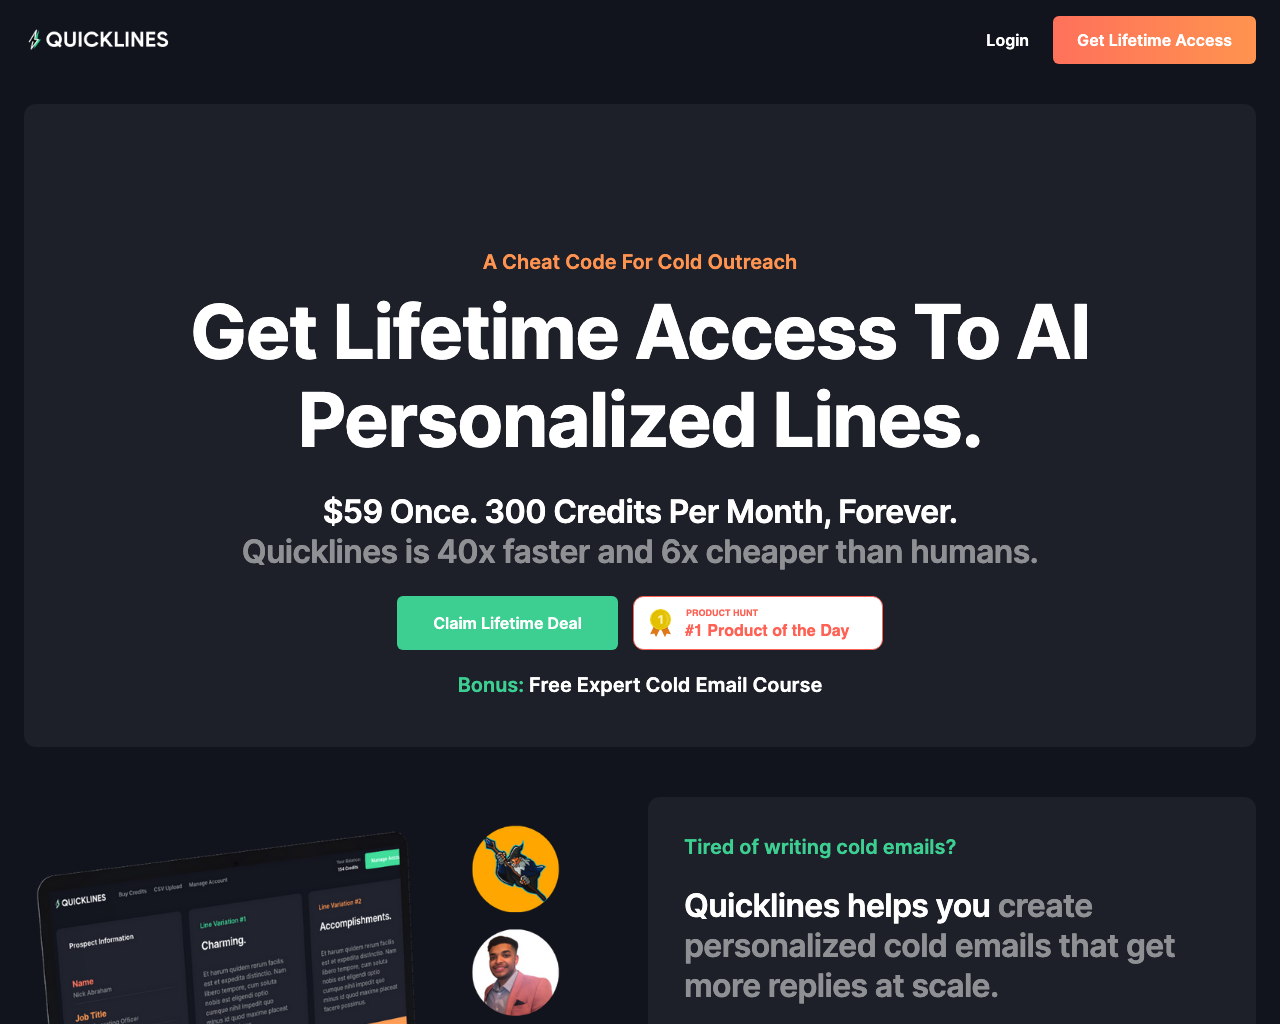 QUICKLINES
Login
Get Lifetime Access
A Cheat Code For Cold Outreach
Get Lifetime Access To AI
Personalized Lines.
$59 Once. 300 Credits Per Month, Forever.
Quicklines is 40x faster and 6x cheaper than humans.
Claim Lifetime Deal
1
PRODUCT HUNT
#1 Product of the Day
Bonus: Free Expert Cold Email Course
QUICKLINES
Buy Credits
CSV Upload
Manage Account
Your Balance
154 Credits
Prospect Information
Name
Nick Abraham
Job Title
Line Variation #1
Charming.
Et harum quidem rerum facilis
est et expedita distinctio. Nam
libero tempore, cum soluta
nobis est eligendi optio
cumque nihil impedit quo
minus id quod maxime placeat
Line Variation #2
Accomplishments.
Et harum quidem rerum facilis
est et expedita distinctio. Nam
libero tempore, cum soluta
nobis est eligendi optio
cumque nihil impedit quo
minus id quod maxime placeat
facere possimus.
Tired of writing cold emails?
Quicklines helps you create
personalized cold emails that get
more replies at scale.